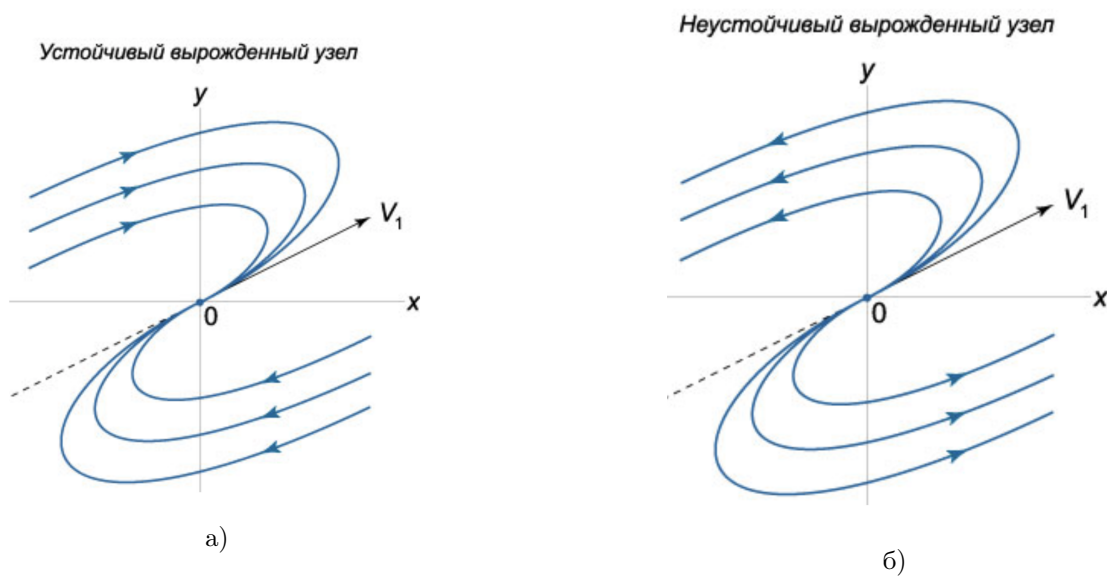 Устойчивый вырожденный узел
y
V₁
x
0
а)
Неустойчивый вырожденный узел
y
V₁
x
0
б)